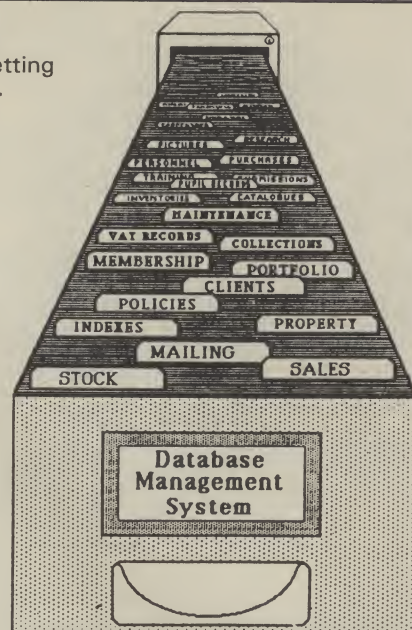 etting
PICTURES
RESEARCH
PERSONNEL
PURCHASES
TRAINING
PUPIL RECORDS
INVENTORIES
CATALOGUES
MAINTENANCE
VAT RECORDS
COLLECTIONS
MEMBERSHIP
PORTFOLIO
CLIENTS
POLICIES
INDEXES
PROPERTY
MAILING
STOCK
SALES
Database
Management
System